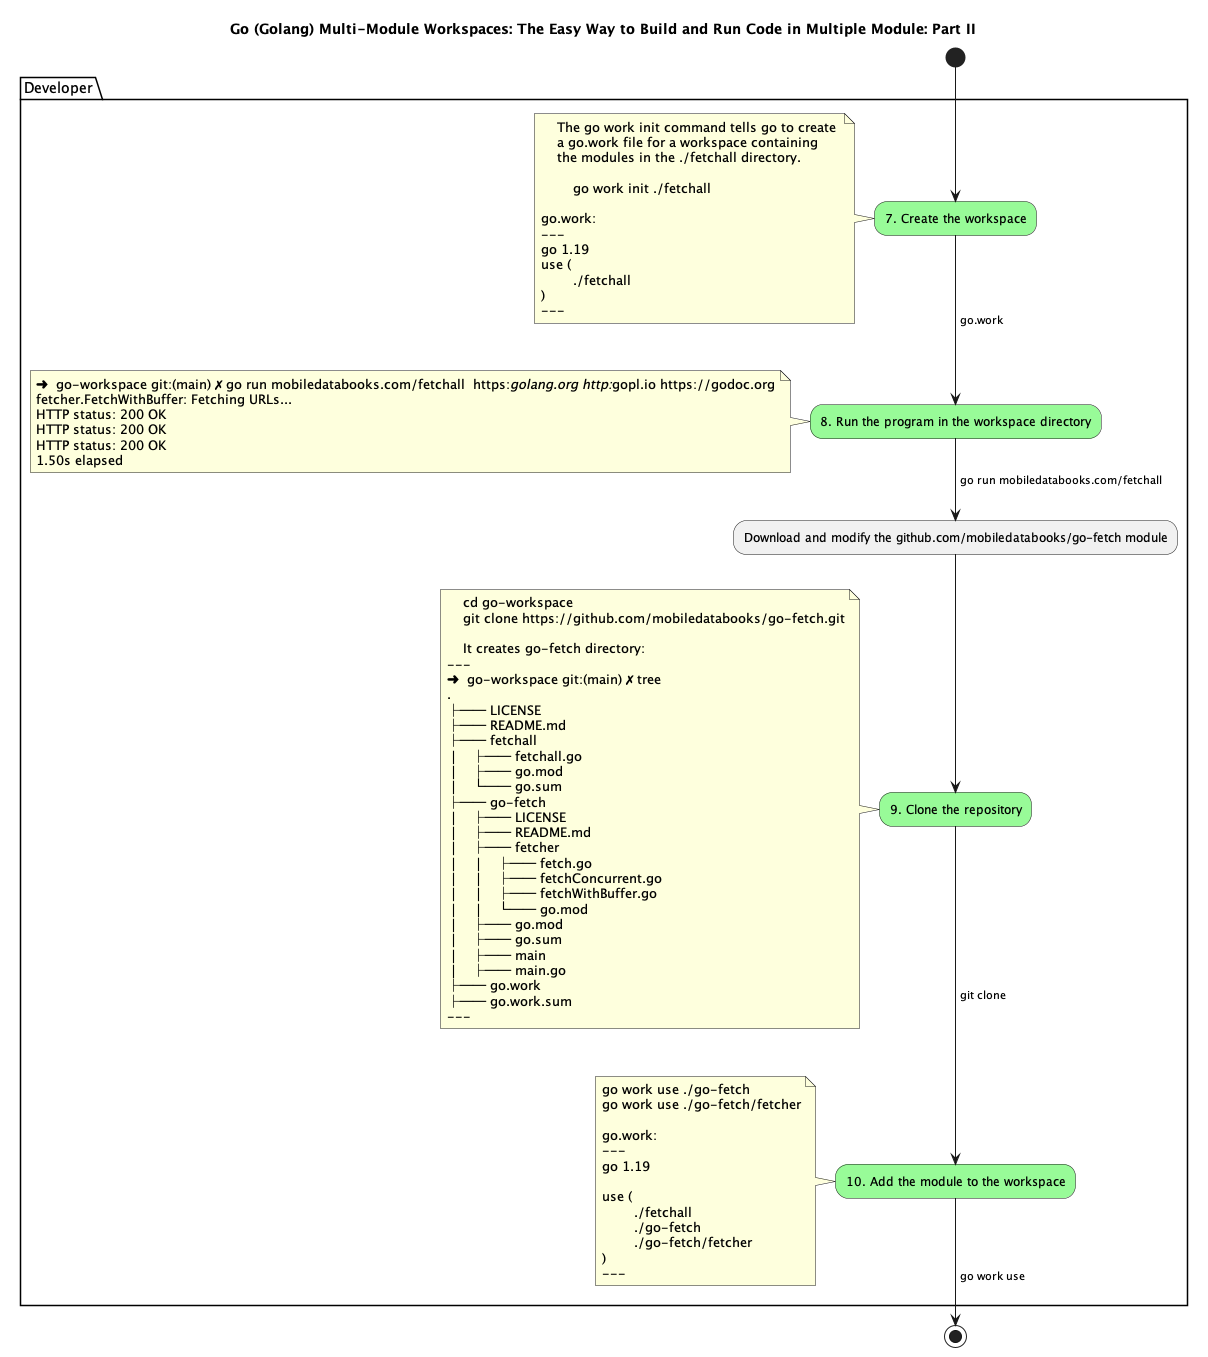 Go (Golang) Multi-Module Workspaces: The Easy Way to Build and Run Code in Multiple Module: Part II
Developer
The go work init command tells go to create
a go.work file for a workspace containing
the modules in the ./fetchall directory.
go work init ./fetchall
go.work:
---
go 1.19
use (
./fetchall
)
---
7. Create the workspace
go.work
➜ go-workspace git:(main) ✗ go run mobiledatabooks.com/fetchall https:golang.org http:gopl.io https://godoc.org
fetcher.FetchWithBuffer: Fetching URLs...
HTTP status: 200 OK
HTTP status: 200 OK
HTTP status: 200 OK
1.50s elapsed
8. Run the program in the workspace directory
go run mobiledatabooks.com/fetchall
Download and modify the github.com/mobiledatabooks/go-fetch module
cd go-workspace
git clone https://github.com/mobiledatabooks/go-fetch.git
It creates go-fetch directory:
---
➜ go-workspace git:(main) ✗ tree
.
├── LICENSE
├── README.md
├── fetchall
│   ├── fetchall.go
│   ├── go.mod
│   └── go.sum
├── go-fetch
│   ├── LICENSE
│   ├── README.md
│   ├── fetcher
│   │   ├── fetch.go
│   │   ├── fetchConcurrent.go
│   │   ├── fetchWithBuffer.go
│   │   └── go.mod
│   ├── go.mod
│   ├── go.sum
│   ├── main
│   ├── main.go
├── go.work
├── go.work.sum
---
9. Clone the repository
git clone
go work use ./go-fetch
go work use ./go-fetch/fetcher
go.work:
---
go 1.19
use (
./fetchall
./go-fetch
./go-fetch/fetcher
)
---
10. Add the module to the workspace
go work use